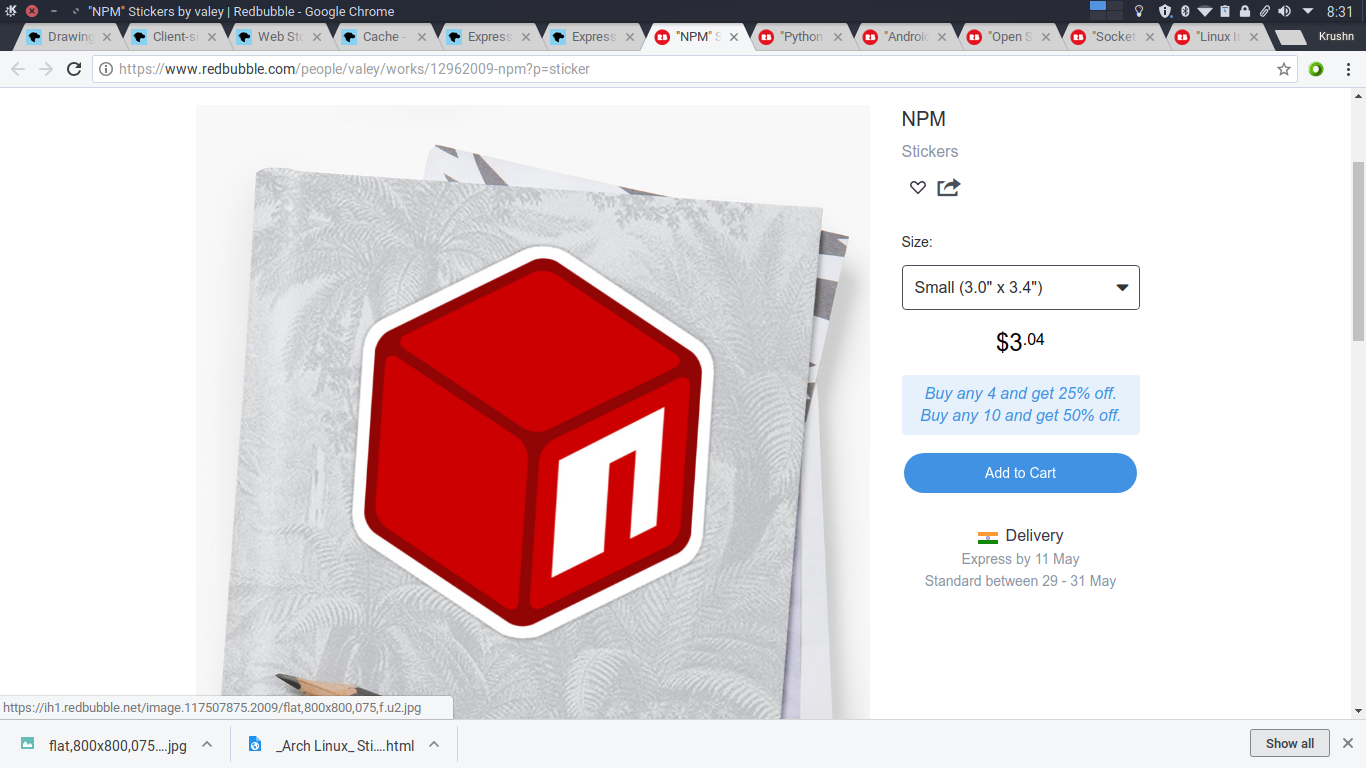 "NPM" Stickers by valey | Redbubble - Google Chrome
8:31
Drawing
Client-si
Web Sto
Cache -
Express
Express
"NPM" S
"Python
"Androi
"Open S
"Socket
"Linux I
Krushn
https://www.redbubble.com/people/valey/works/12962009-npm?p=sticker
NPM
Stickers
Size:
Small (3.0" x 3.4")
$3.04
Buy any 4 and get 25% off.
Buy any 10 and get 50% off.
Add to Cart
Delivery
Express by 11 May
Standard between 29 - 31 May
n
https://ih1.redbubble.net/image.117507875.2009/flat,800x800,075,f.u2.jpg
flat,800x800,075....jpg
_Arch Linux_ Sti....html
Show all